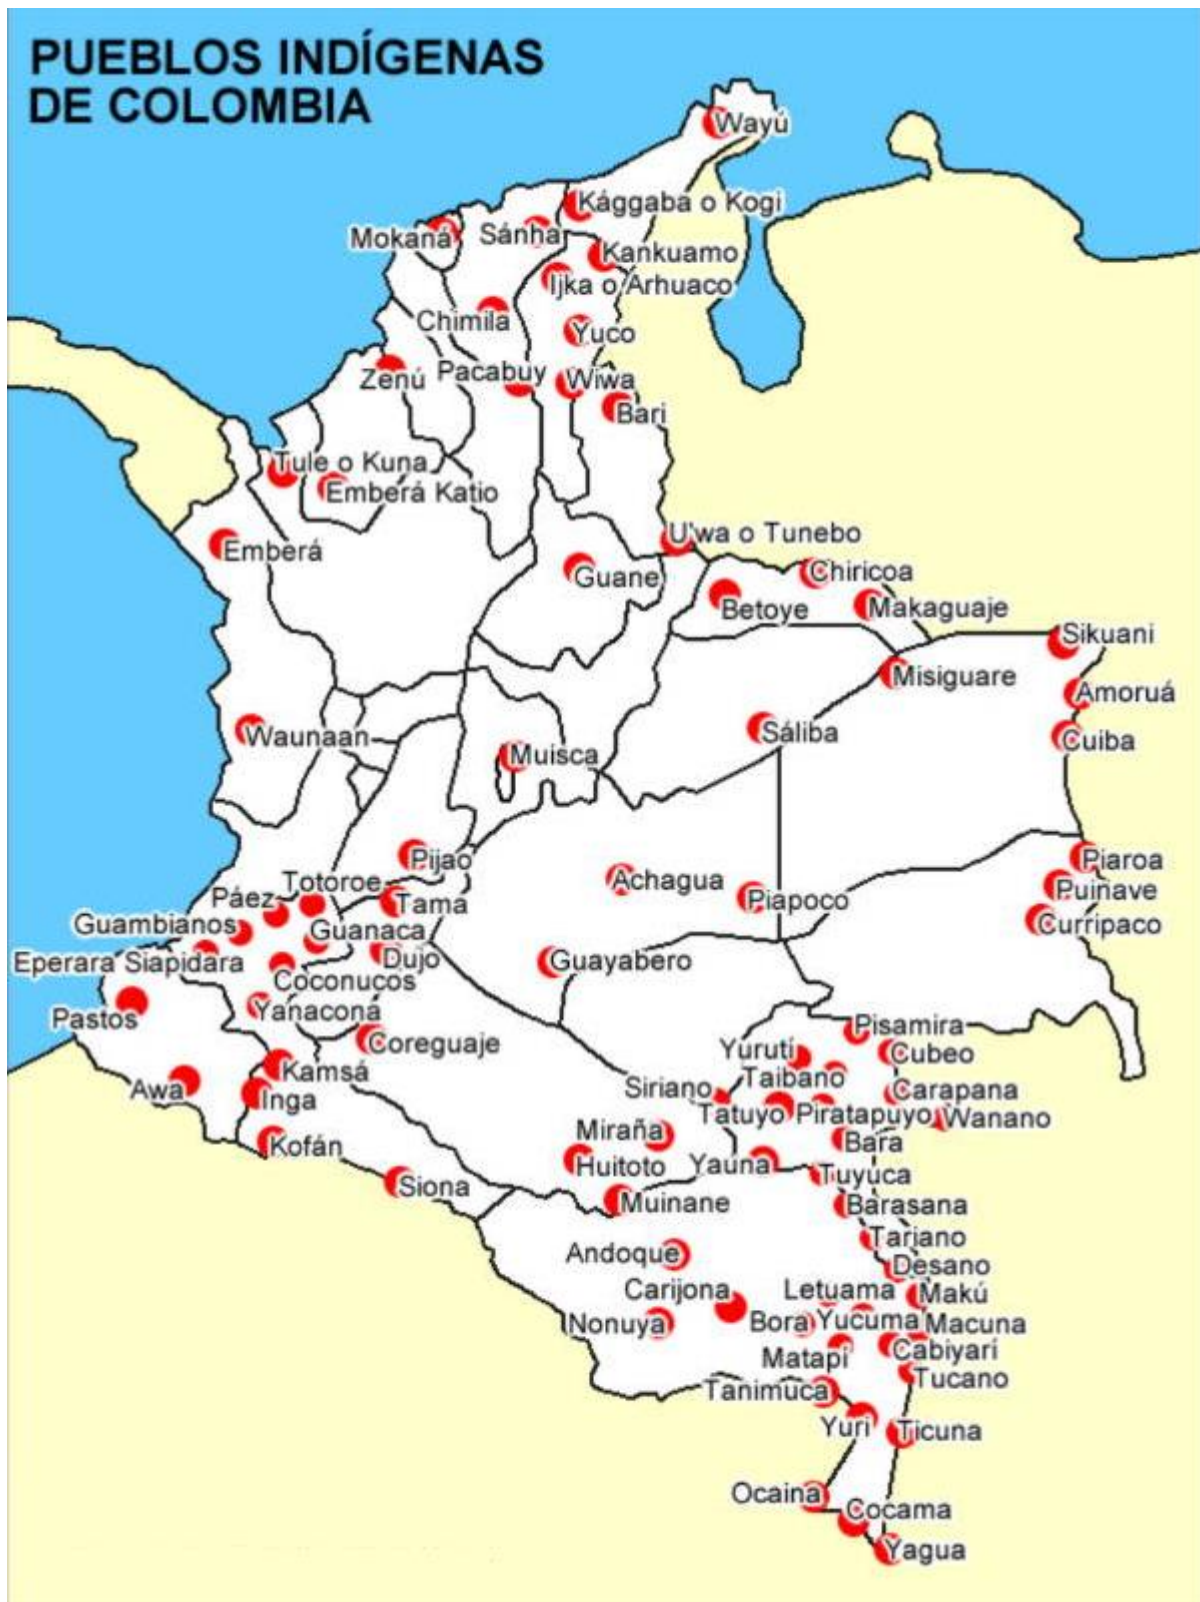 PUEBLOS INDÍGENAS
DE COLOMBIA
Wayú
Kággaba o Kogi
Mokaná
Sánha
Kankuamo
Ijka o Arhuaco
Chimila
Yuco
Zenú
Pacabuy
Wiwa
Bari
Tule o Kuna
Emberá Katio
U'wa o Tunebo
Emberá
Guane
Chiricoa
Betoye
Makaguaje
Sikuani
Misiguare
Amoruá
Waunaan
Sáliba
Cuiba
Muisca
Pijao
Piaroa
Totoroe
Achagua
Puinave
Páez
Tama
Piapoco
Guambianos
Guanaca
Curripaco
Eperara Siapidara
Dujo
Guayabero
Coconucos
Pastos
Yanaconá
Pisamira
Coreguaje
Yurutí
Cubeo
Kamsá
Taibano
Awa
Inga
Siriano
Carapana
Tatuyo
Piratapuyo
Wanano
Miraña
Bara
Kofán
Huitoto
Yauna
Tuyuca
Siona
Muinane
Barasana
Tariano
Andoque
Desano
Carijona
Letuama
Makú
Nonuya
Bora
Yucuma
Macuna
Matapí
Cabiyarí
Tanimuca
Tucano
Yuri
Ticuna
Ocaina
Cocama
Yagua